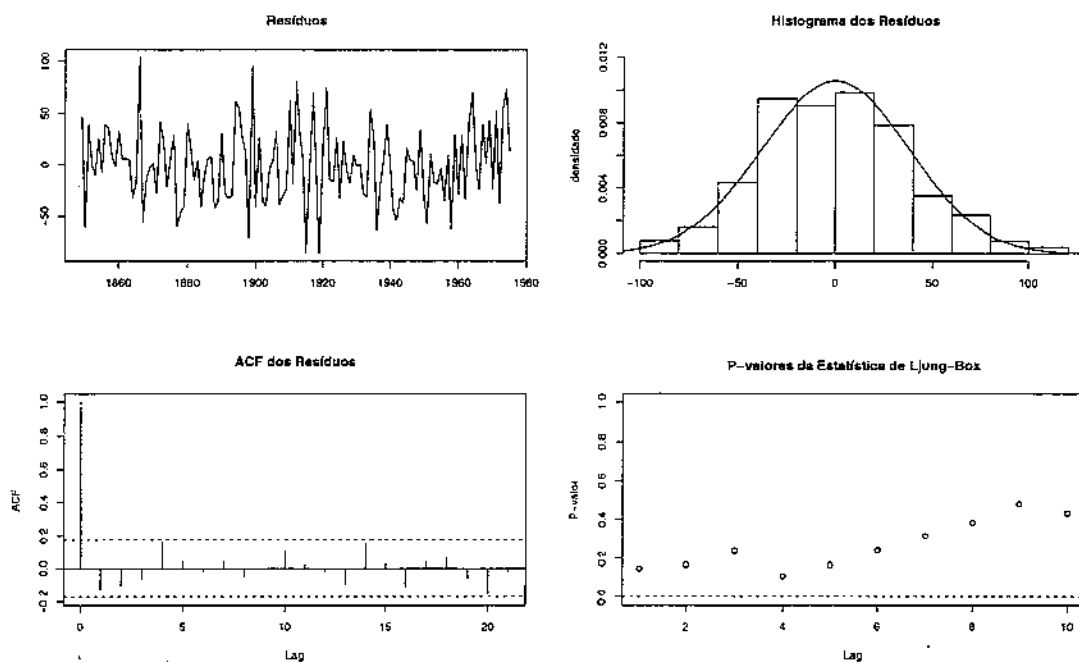 Resíduos
100
50
0
-50
1860 1880 1900 1920 1940 1960 1980
Histograma dos Resíduos
densidade
0.012
0.008
0.004
0.000
-100 -50 0 50 100
ACF dos Resíduos
ACF
1.0
0.8
0.6
0.4
0.2
0.0
-0.2
0 5 10 15 20
Lag
P-valores da Estatística de Ljung-Box
P-valor
1.0
0.8
0.6
0.4
0.2
0.0
2 4 6 8 10
Lag